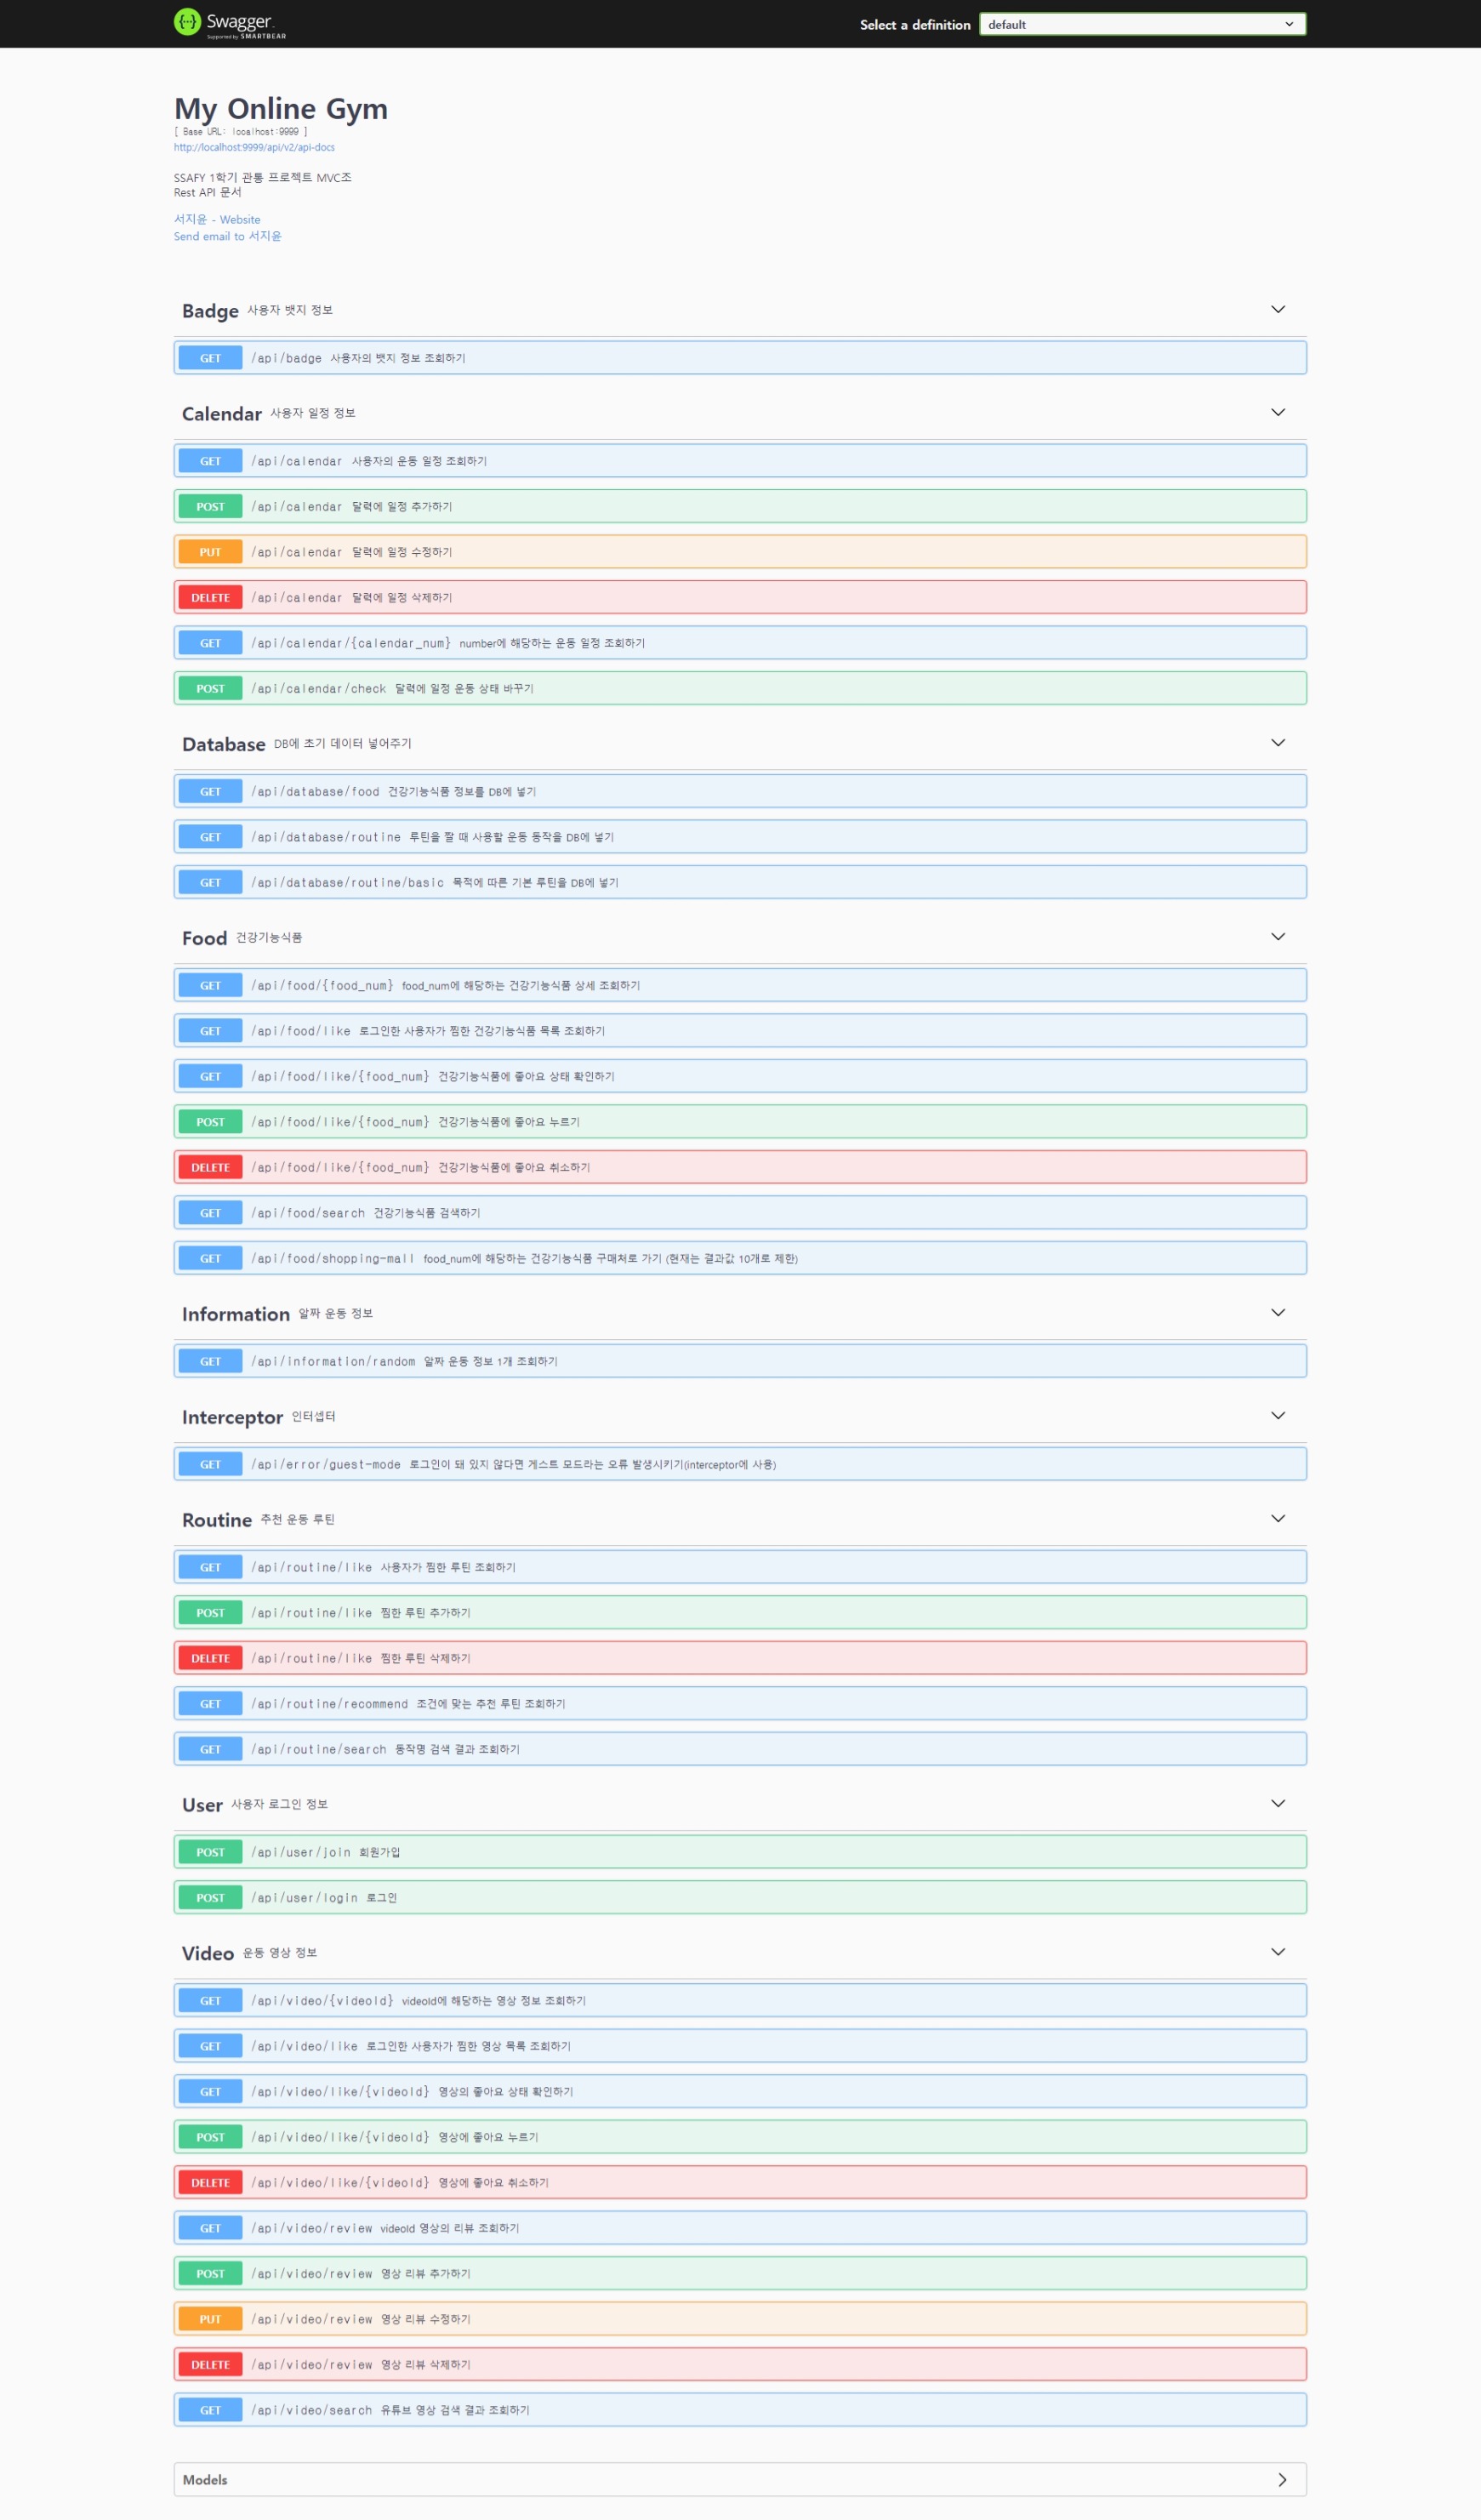 Swagger.
Supported by SMARTBEAR
Select a definition
default
My Online Gym
[ Base URL: localhost:9999 ]
http://localhost:9999/api/v2/api-docs
SSAFY 1학기 관통 프로젝트 MVC조
Rest API 문서
서지윤 - Website
Send email to 서지윤
Badge 사용자 뱃지 정보
GET /api/badge 사용자의 뱃지 정보 조회하기
Calendar 사용자 일정 정보
GET /api/calendar 사용자의 운동 일정 조회하기
POST /api/calendar 달력에 일정 추가하기
PUT /api/calendar 달력에 일정 수정하기
DELETE /api/calendar 달력에 일정 삭제하기
GET /api/calendar/{calendar_num} number에 해당하는 운동 일정 조회하기
POST /api/calendar/check 달력에 일정 운동 상태 바꾸기
Database DB에 초기 데이터 넣어주기
GET /api/database/food 건강기능식품 정보를 DB에 넣기
GET /api/database/routine 루틴을 짤 때 사용할 운동 동작을 DB에 넣기
GET /api/database/routine/basic 목적에 따른 기본 루틴을 DB에 넣기
Food 건강기능식품
GET /api/food/{food_num} food_num에 해당하는 건강기능식품 상세 조회하기
GET /api/food/like 로그인한 사용자가 찜한 건강기능식품 목록 조회하기
GET /api/food/like/{food_num} 건강기능식품에 좋아요 상태 확인하기
POST /api/food/like/{food_num} 건강기능식품에 좋아요 누르기
DELETE /api/food/like/{food_num} 건강기능식품에 좋아요 취소하기
GET /api/food/search 건강기능식품 검색하기
GET /api/food/shopping-mall food_num에 해당하는 건강기능식품 구매처로 가기 (현재는 결과값 10개로 제한)
Information 알짜 운동 정보
GET /api/information/random 알짜 운동 정보 1개 조회하기
Interceptor 인터셉터
GET /api/error/guest-mode 로그인이 돼 있지 않다면 게스트 모드라는 오류 발생시키기(interceptor에 사용)
Routine 추천 운동 루틴
GET /api/routine/like 사용자가 찜한 루틴 조회하기
POST /api/routine/like 찜한 루틴 추가하기
DELETE /api/routine/like 찜한 루틴 삭제하기
GET /api/routine/recommend 조건에 맞는 추천 루틴 조회하기
GET /api/routine/search 동작명 검색 결과 조회하기
User 사용자 로그인 정보
POST /api/user/join 회원가입
POST /api/user/login 로그인
Video 운동 영상 정보
GET /api/video/{videoId} videoId에 해당하는 영상 정보 조회하기
GET /api/video/like 로그인한 사용자가 찜한 영상 목록 조회하기
GET /api/video/like/{videoId} 영상의 좋아요 상태 확인하기
POST /api/video/like/{videoId} 영상에 좋아요 누르기
DELETE /api/video/like/{videoId} 영상에 좋아요 취소하기
GET /api/video/review videoId 영상의 리뷰 조회하기
POST /api/video/review 영상 리뷰 추가하기
PUT /api/video/review 영상 리뷰 수정하기
DELETE /api/video/review 영상 리뷰 삭제하기
GET /api/video/search 유튜브 영상 검색 결과 조회하기
Models